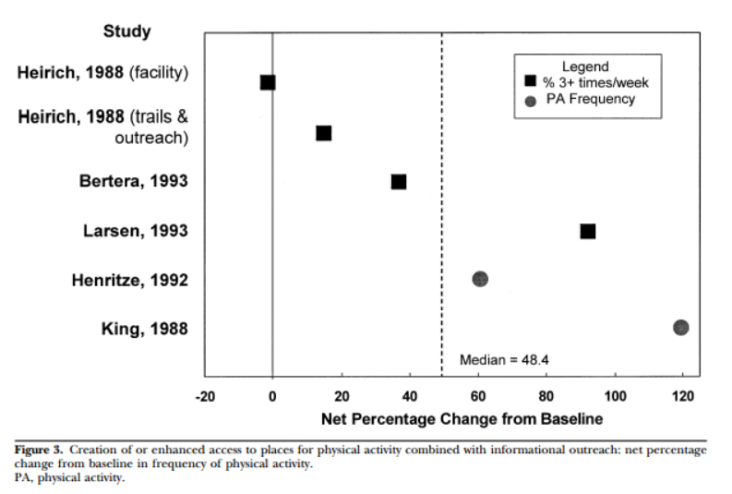 Study
Heirich, 1988 (facility)
Heirich, 1988 (trails &
outreach)
Bertera, 1993
Larsen, 1993
Henritze, 1992
King, 1988
Legend
% 3+ times/week
PA Frequency
Median = 48.4
-20 0 20 40 60 80 100 120
Net Percentage Change from Baseline
Figure 3. Creation of or enhanced access to places for physical activity combined with informational outreach: net percentage
change from baseline in frequency of physical activity.
PA, physical activity.